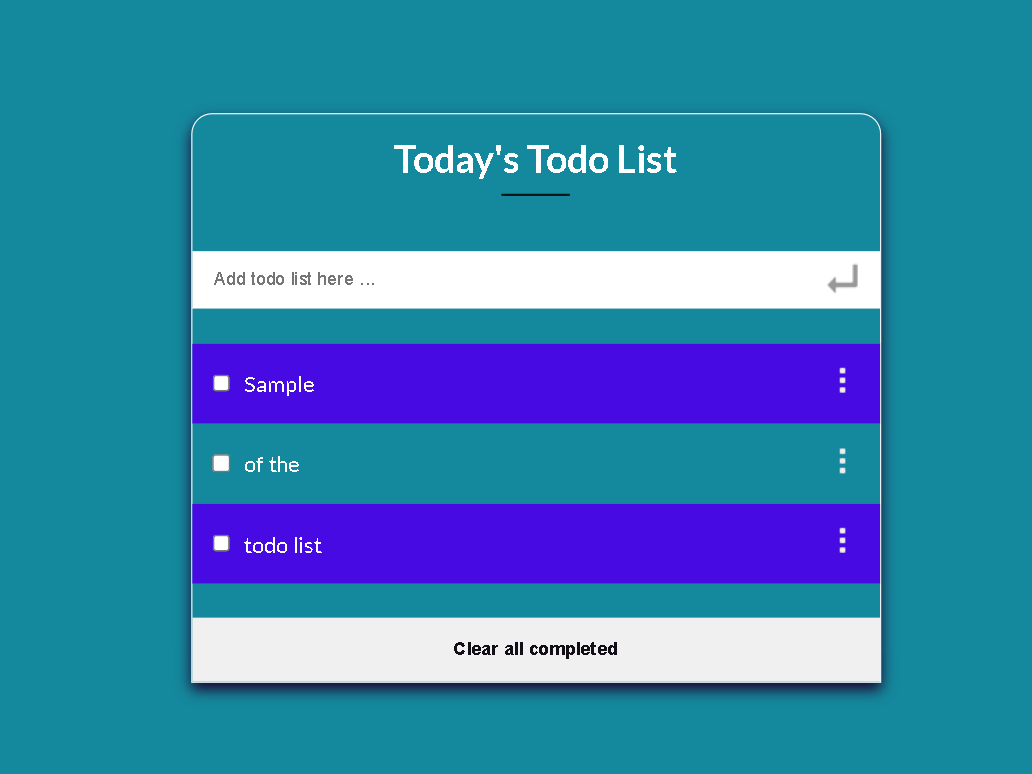 Today's Todo List
Add todo list here ...
Sample
of the
todo list
Clear all completed